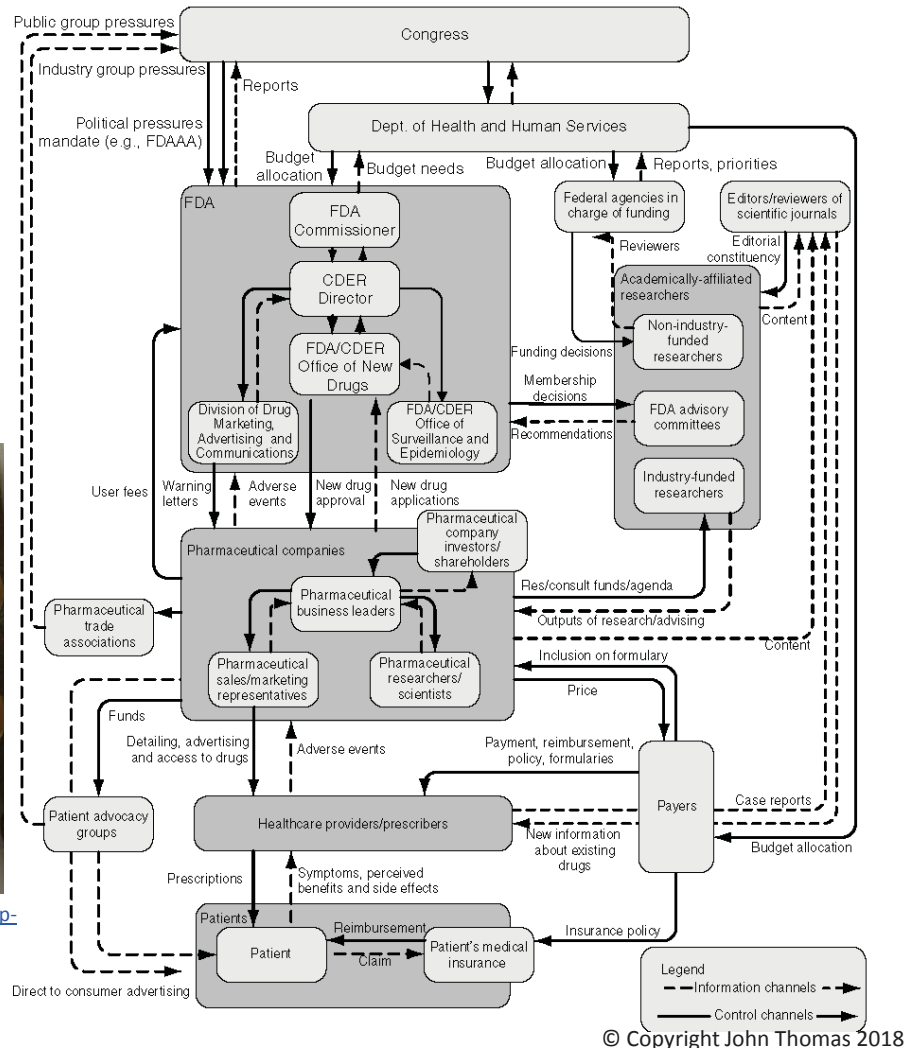 Public group pressures
Congress
Industry group pressures
Reports
Political pressures
mandate (e.g., FDAAA)
Dept. of Health and Human Services
Budget
allocation
Budget needs
Budget allocation
Reports, priorities
FDA
FDA
Commissioner
Federal agencies in
charge of funding
Editors/reviewers of
scientific journals
Reviewers
Editorial
constituency
CDER
Director
Academically-affiliated
researchers
Content
Non-industry-
funded
researchers
FDA/CDER
Office of New
Drugs
Funding decisions
Membership
decisions
Division of Drug
Marketing,
Advertising and
Communications
FDA/CDER
Office of
Surveillance and
Epidemiology
FDA advisory
committees
Recommendations
Industry-funded
researchers
User fees
Warning
letters
Adverse
events
New drug
approval
New drug
applications
Pharmaceutical companies
Pharmaceutical
company
investors/
shareholders
Pharmaceutical
business leaders
Res/consult funds/agenda
Pharmaceutical
trade
associations
Outputs of research/advising
Content
Pharmaceutical
sales/marketing
representatives
Pharmaceutical
researchers/
scientists
Inclusion on formulary
Price
Funds
Detailing, advertising
and access to drugs
Adverse events
Payment, reimbursement,
policy, formularies
Payers
Case reports
Patient advocacy
groups
Healthcare providers/prescribers
New information
about existing
drugs
Budget allocation
Prescriptions
Symptoms, perceived
benefits and side effects
p-
Patients
Reimbursement
Insurance policy
Patient
Claim
Patient's medical
insurance
Direct to consumer advertising
Legend
Information channels
Control channels
© Copyright John Thomas 2018